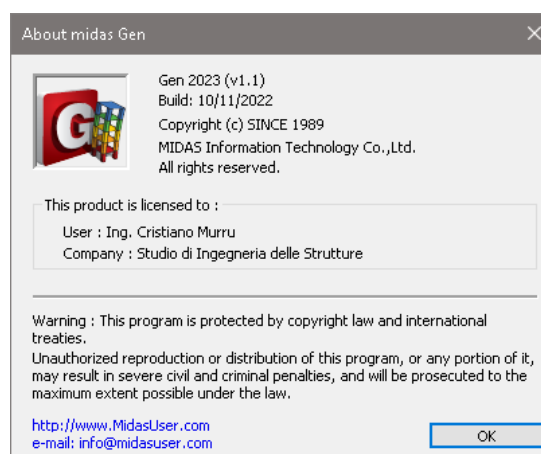 About midas Gen
Gen 2023 (v1.1)
Build: 10/11/2022
Copyright (c) SINCE 1989
MIDAS Information Technology Co.,Ltd.
All rights reserved.
This product is licensed to :
User : Ing. Cristiano Murru
Company : Studio di Ingegneria delle Strutture
Warning : This program is protected by copyright law and international
treaties.
Unauthorized reproduction or distribution of this program, or any portion of it,
may result in severe civil and criminal penalties, and will be prosecuted to the
maximum extent possible under the law.
http://www.MidasUser.com
e-mail: info@midasuser.com
OK